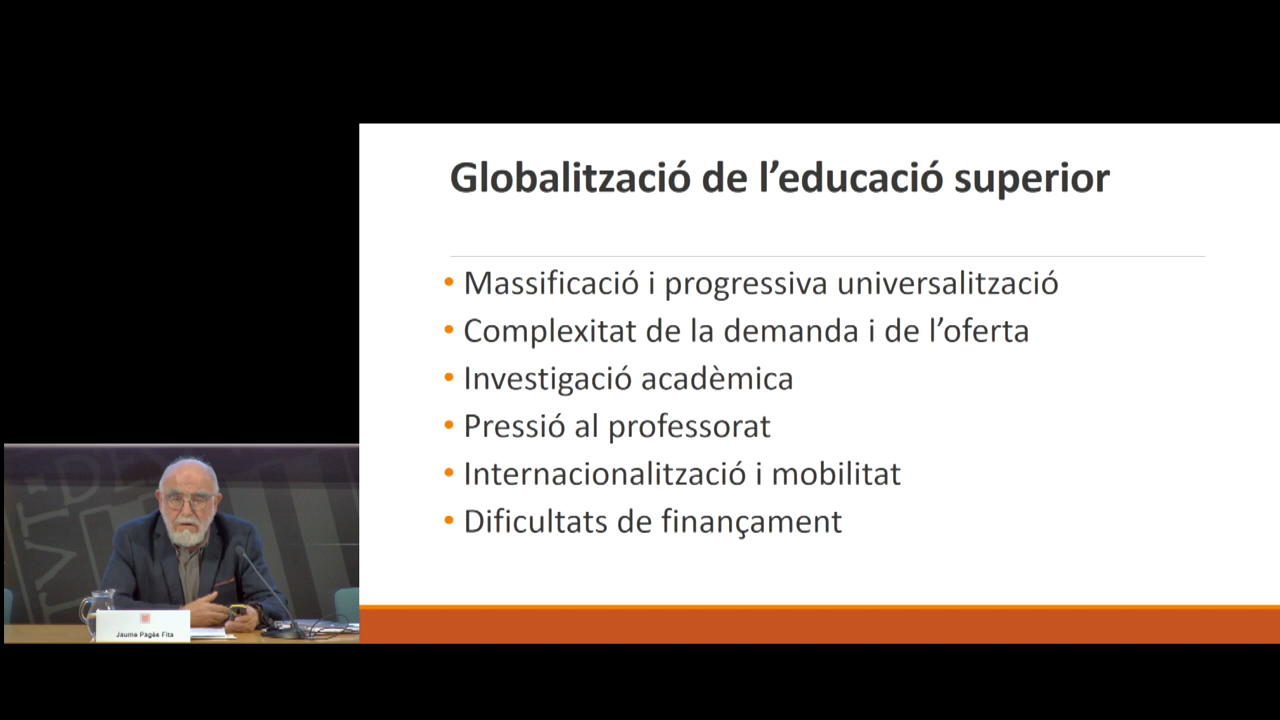 Globalització de l’educació superior
• Massificació i progressiva universalització
• Complexitat de la demanda i de l’oferta
• Investigació acadèmica
• Pressió al professorat
• Internacionalització i mobilitat
• Dificultats de finançament
Jaume Pagès Fita